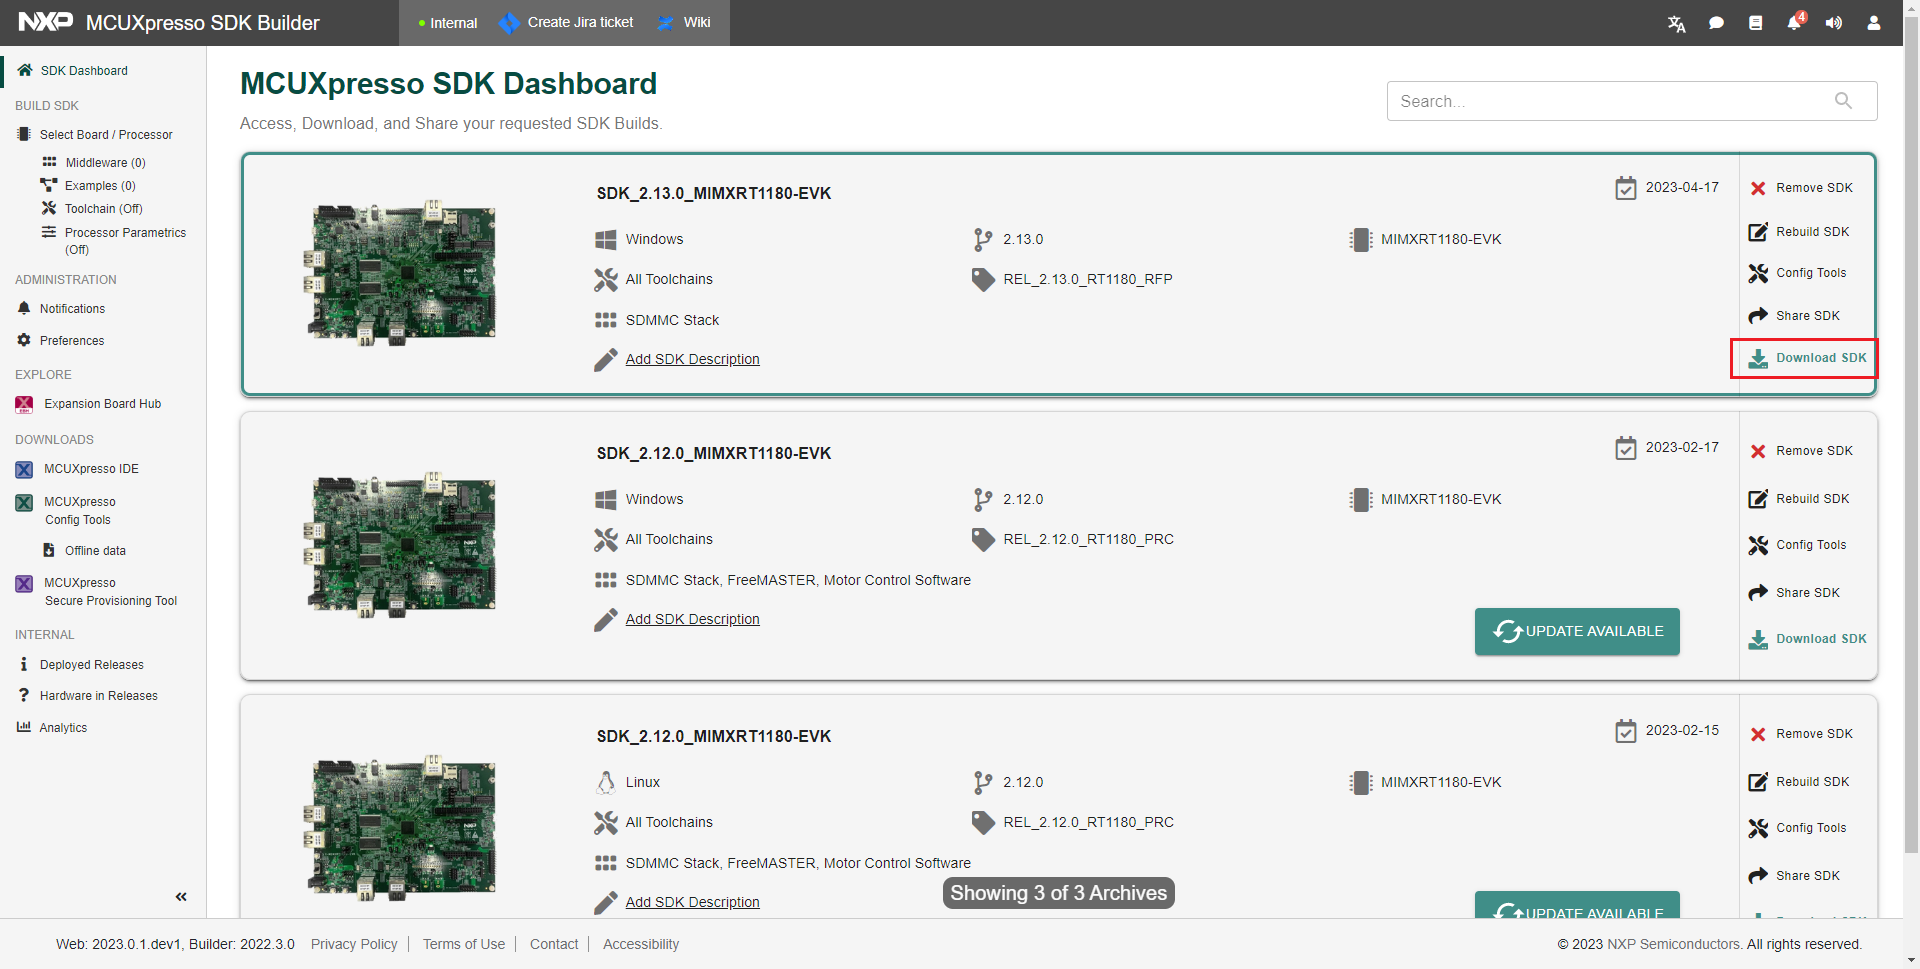 NXP MCUXpresso SDK Builder
Internal Create Jira ticket Wiki
4
SDK Dashboard
BUILD SDK
Select Board / Processor
Middleware (0)
Examples (0)
Toolchain (Off)
Processor Parametrics
(Off)
ADMINISTRATION
Notifications
Preferences
EXPLORE
Expansion Board Hub
DOWNLOADS
MCUXpresso IDE
MCUXpresso
Config Tools
Offline data
MCUXpresso
Secure Provisioning Tool
INTERNAL
Deployed Releases
Hardware in Releases
Analytics
MCUXpresso SDK Dashboard
Access, Download, and Share your requested SDK Builds.
Search...
SDK_2.13.0_MIMXRT1180-EVK
2023-04-17
Windows
2.13.0
MIMXRT1180-EVK
All Toolchains
REL_2.13.0_RT1180_RFP
SDMMC Stack
Add SDK Description
Remove SDK
Rebuild SDK
Config Tools
Share SDK
Download SDK
SDK_2.12.0_MIMXRT1180-EVK
2023-02-17
Windows
2.12.0
MIMXRT1180-EVK
All Toolchains
REL_2.12.0_RT1180_PRC
SDMMC Stack, FreeMASTER, Motor Control Software
Add SDK Description
UPDATE AVAILABLE
Remove SDK
Rebuild SDK
Config Tools
Share SDK
Download SDK
SDK_2.12.0_MIMXRT1180-EVK
2023-02-15
Linux
2.12.0
MIMXRT1180-EVK
All Toolchains
REL_2.12.0_RT1180_PRC
SDMMC Stack, FreeMASTER, Motor Control Software
Add SDK Description
UPDATE AVAILABLE
Remove SDK
Rebuild SDK
Config Tools
Share SDK
Showing 3 of 3 Archives
Web: 2023.0.1.dev1, Builder: 2022.3.0 Privacy Policy Terms of Use Contact Accessibility
© 2023 NXP Semiconductors. All rights reserved.